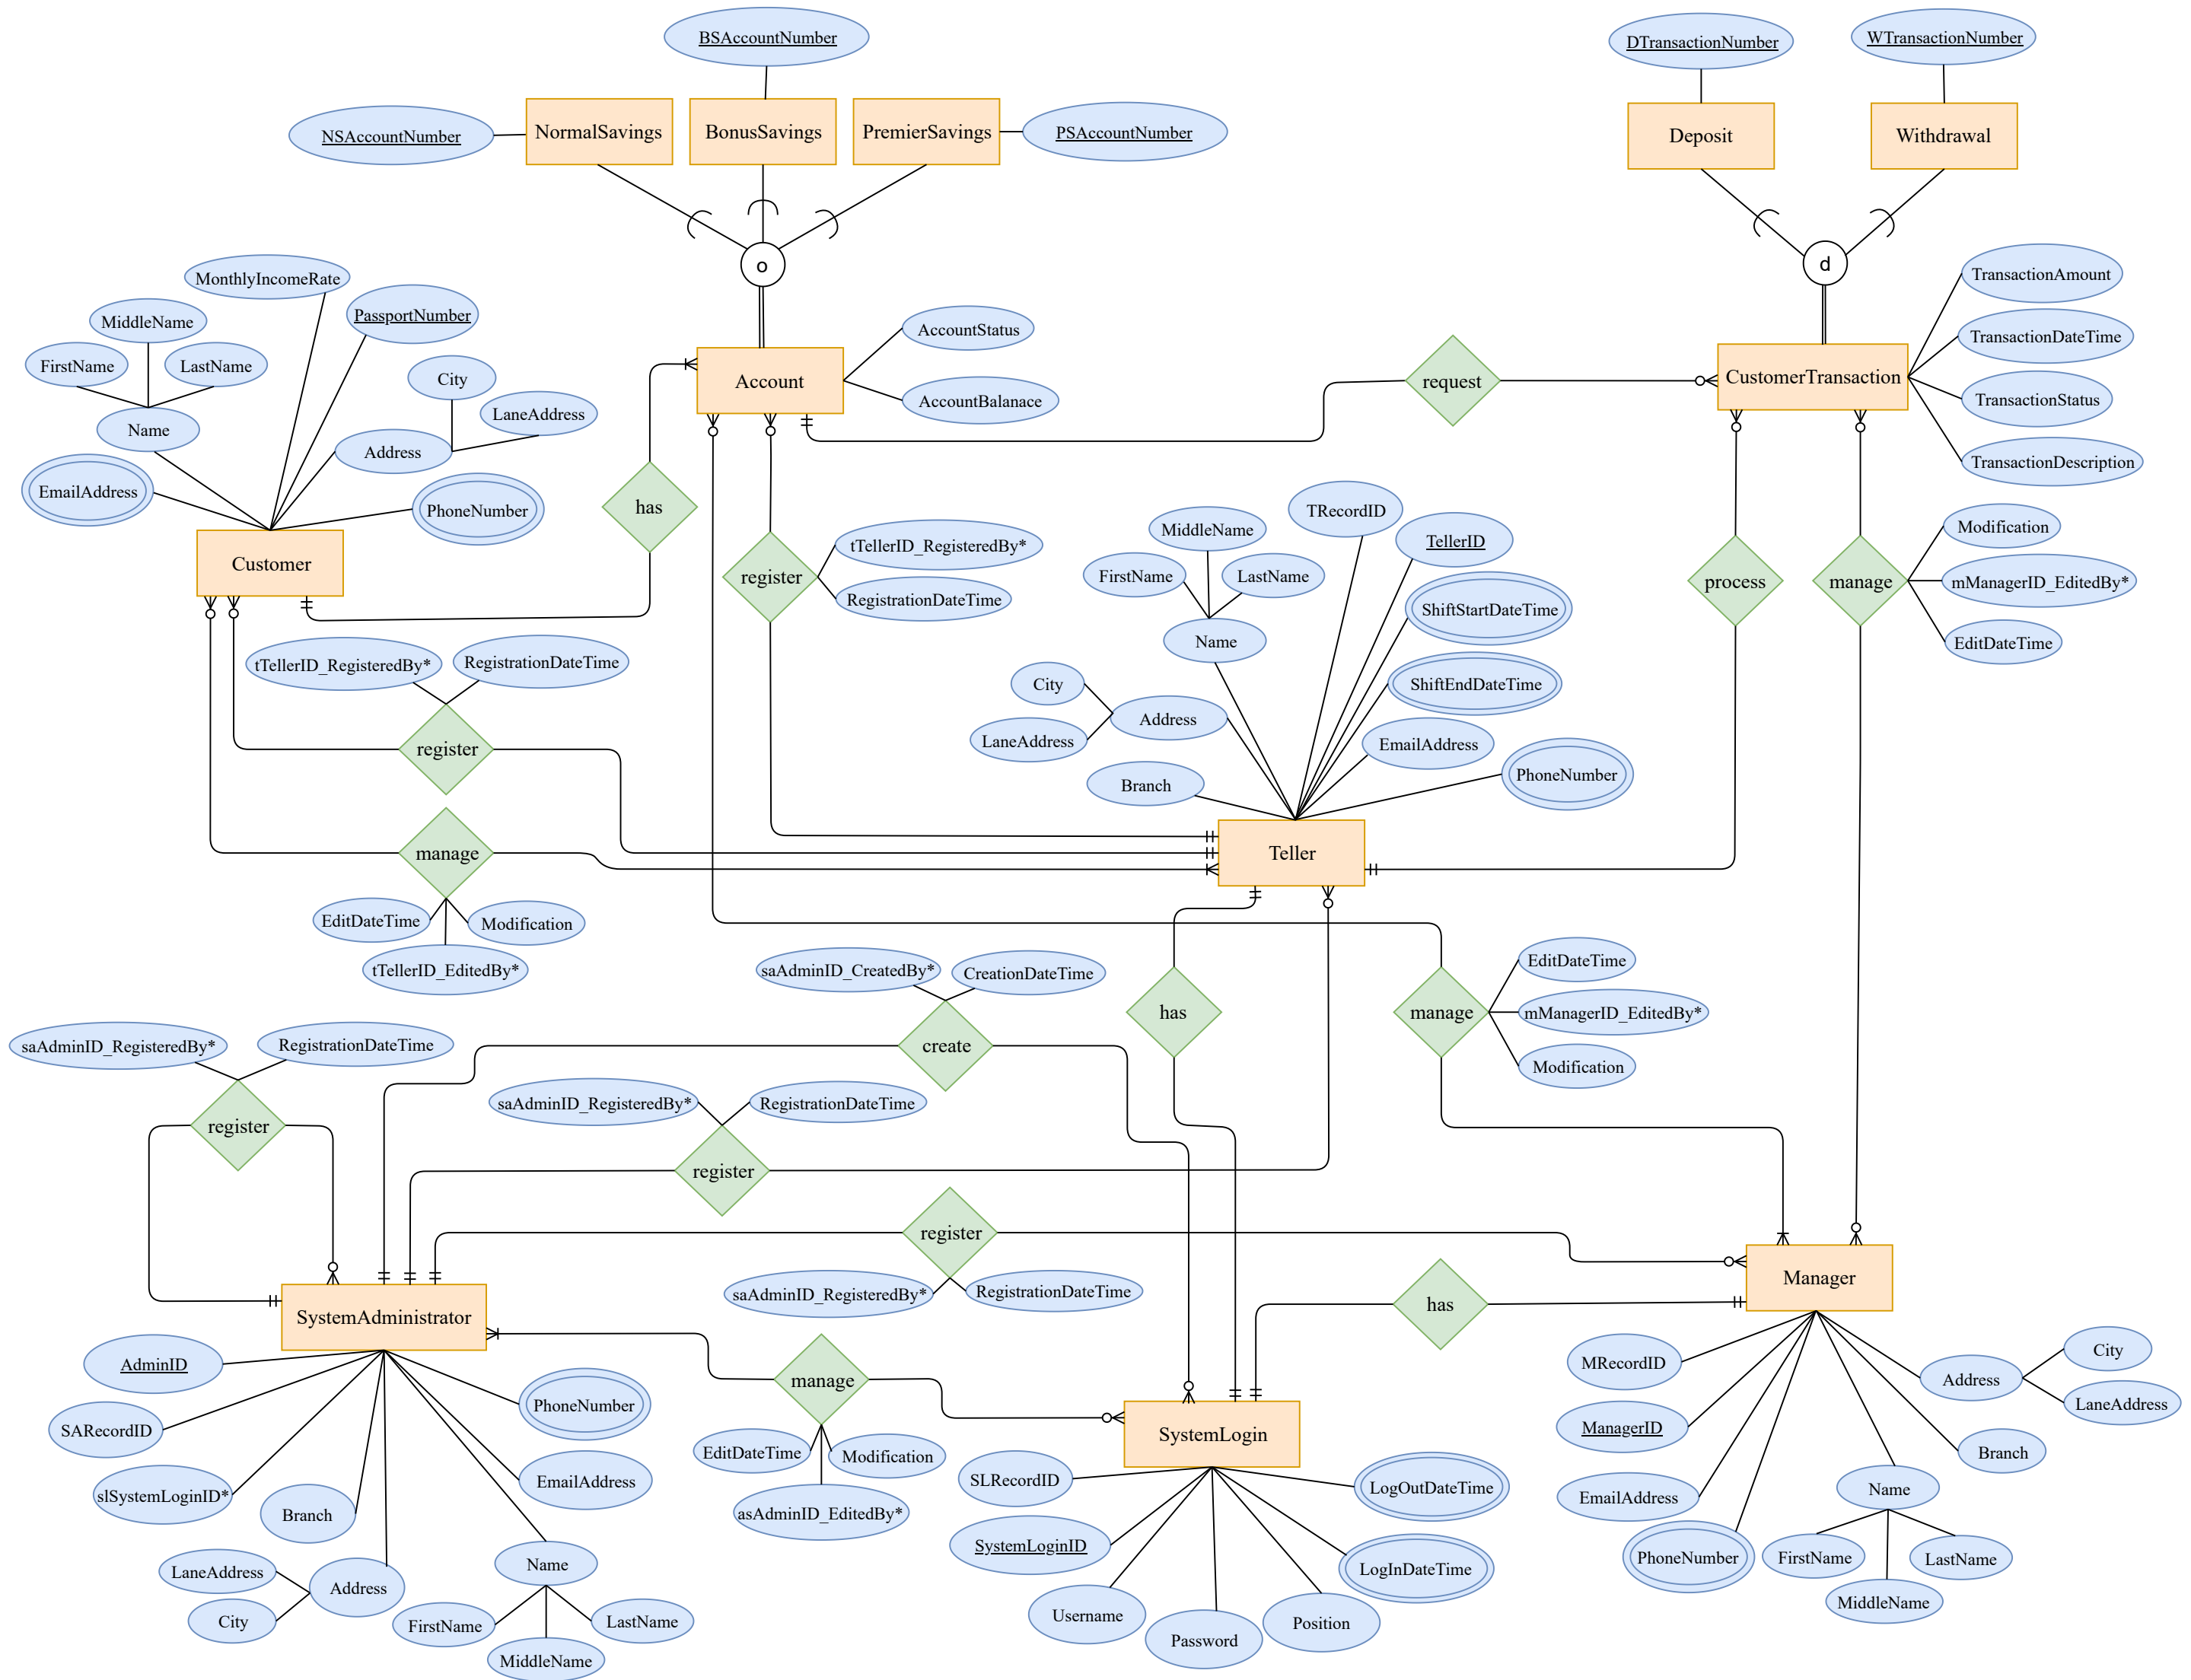 BSAccountNumber
DTransactionNumber
WTransactionNumber
NSAccountNumber
NormalSavings
BonusSavings
PremierSavings
PSAccountNumber
Deposit
Withdrawal
o
d
MonthlyIncomeRate
TransactionAmount
MiddleName
PassportNumber
AccountStatus
TransactionDateTime
FirstName
LastName
City
Account
request
CustomerTransaction
AccountBalanace
TransactionStatus
LaneAddress
Name
Address
TransactionDescription
EmailAddress
PhoneNumber
has
TRecordID
MiddleName
Modification
tTellerID_RegisteredBy*
TellerID
Customer
register
FirstName
LastName
process
manage
mManagerID_EditedBy*
RegistrationDateTime
ShiftStartDateTime
Name
EditDateTime
tTellerID_RegisteredBy*
RegistrationDateTime
City
ShiftEndDateTime
Address
LaneAddress
EmailAddress
register
Branch
PhoneNumber
manage
Teller
EditDateTime
Modification
tTellerID_EditedBy*
saAdminID_CreatedBy*
CreationDateTime
EditDateTime
has
manage
mManagerID_EditedBy*
saAdminID_RegisteredBy*
RegistrationDateTime
create
Modification
saAdminID_RegisteredBy*
RegistrationDateTime
register
register
register
saAdminID_RegisteredBy*
RegistrationDateTime
Manager
SystemAdministrator
has
AdminID
MRecordID
City
manage
Address
PhoneNumber
LaneAddress
SARecordID
ManagerID
SystemLogin
EditDateTime
Modification
Branch
EmailAddress
SLRecordID
LogOutDateTime
slSystemLoginID*
EmailAddress
Name
Branch
asAdminID_EditedBy*
SystemLoginID
LaneAddress
Name
LogInDateTime
PhoneNumber
FirstName
LastName
Address
Username
MiddleName
City
FirstName
LastName
Position
Password
MiddleName